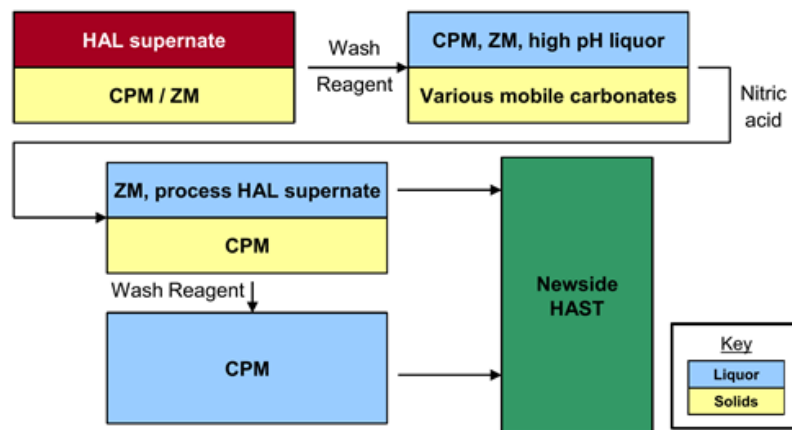 HAL supernate
CPM / ZM
Wash
Reagent
CPM, ZM, high pH liquor
Various mobile carbonates
Nitric
acid
ZM, process HAL supernate
CPM
Wash Reagent
CPM
Newside
HAST
Key
Liquor
Solids